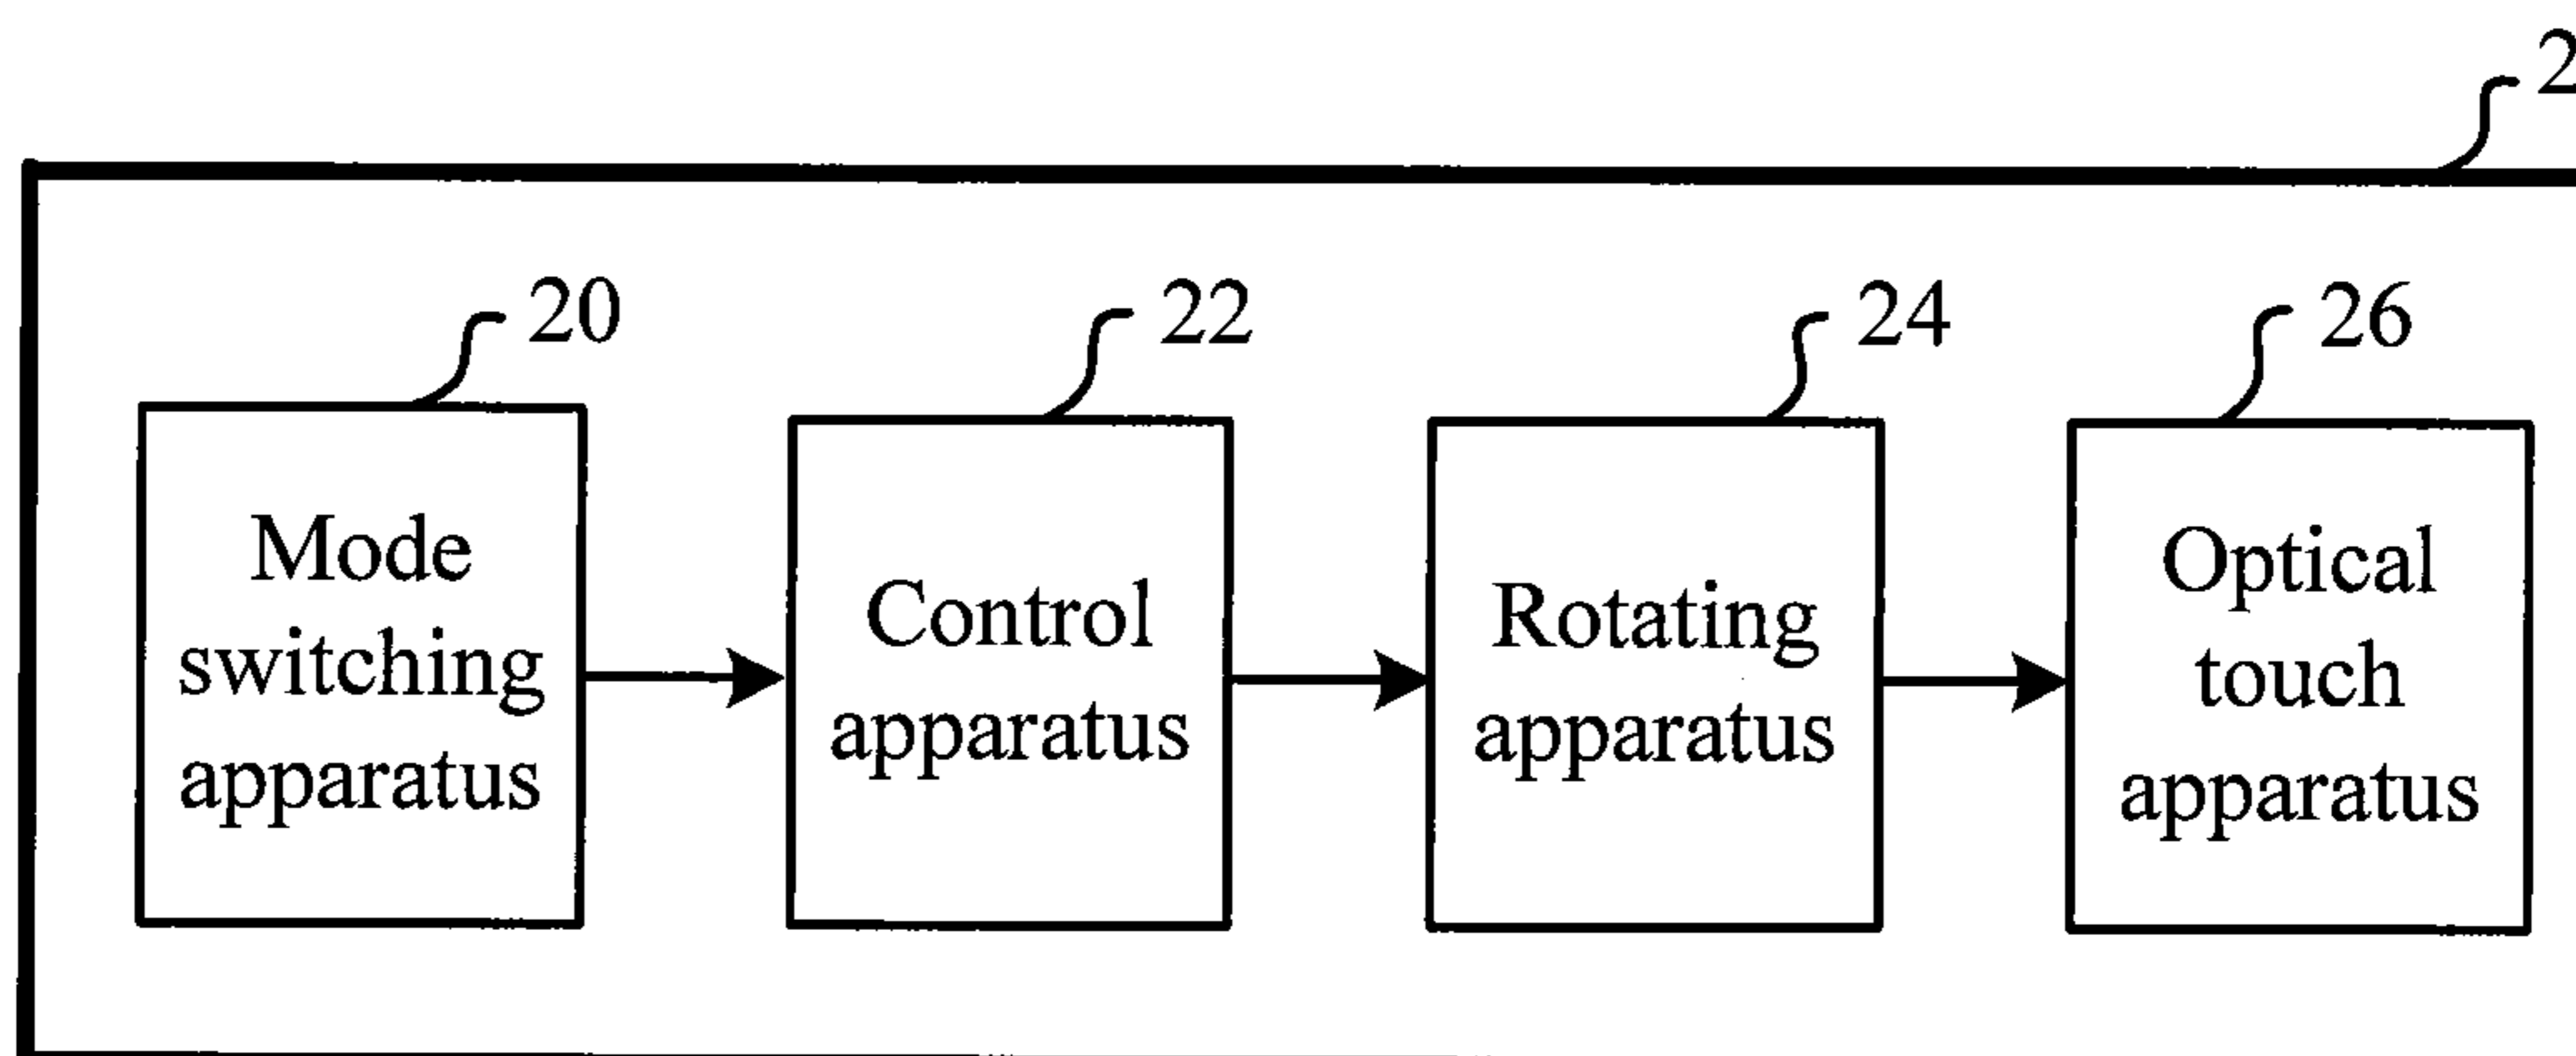 2
20
22
24
26
Mode
switching
apparatus
Control
apparatus
Rotating
apparatus
Optical
touch
apparatus